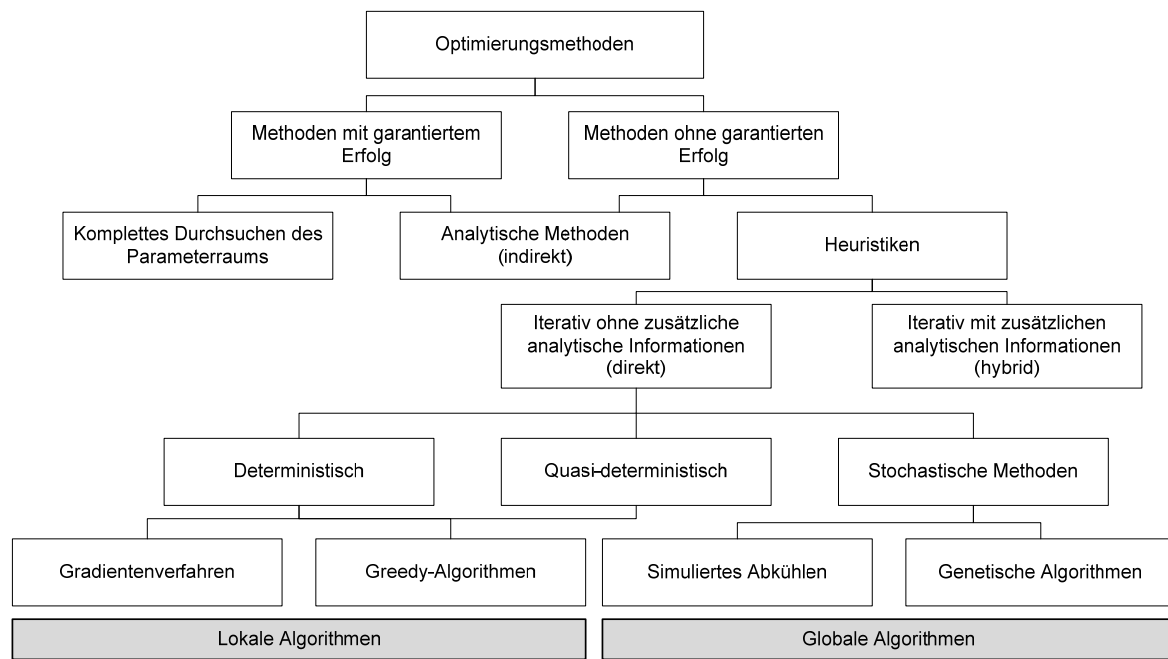 Optimierungsmethoden
Methoden mit garantiertem
Erfolg
Methoden ohne garantierten
Erfolg
Komplettes Durchsuchen des
Parameterraums
Analytische Methoden
(indirekt)
Heuristiken
Iterativ ohne zusätzliche
analytische Informationen
(direkt)
Iterativ mit zusätzlichen
analytischen Informationen
(hybrid)
Deterministisch
Quasi-deterministisch
Stochastische Methoden
Gradientenverfahren
Greedy-Algorithmen
Simuliertes Abkühlen
Genetische Algorithmen
Lokale Algorithmen
Globale Algorithmen